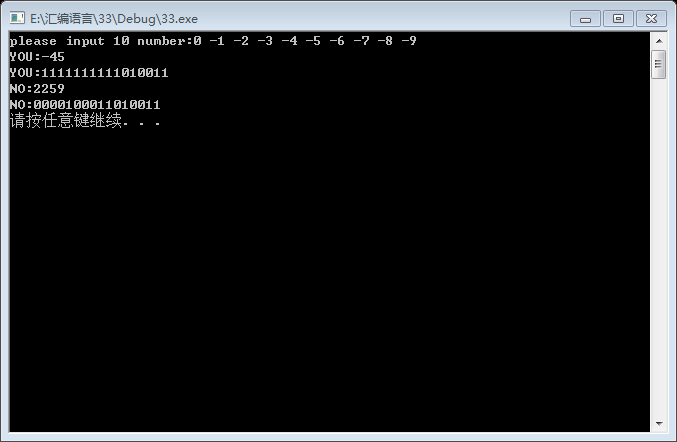 E:\汇编语言\33\Debug\33.exe
please input 10 number:0 -1 -2 -3 -4 -5 -6 -7 -8 -9
YOU:-45
YOU:1111111111010011
NO:2259
NO:0000100011010011
请按任意键继续. . .